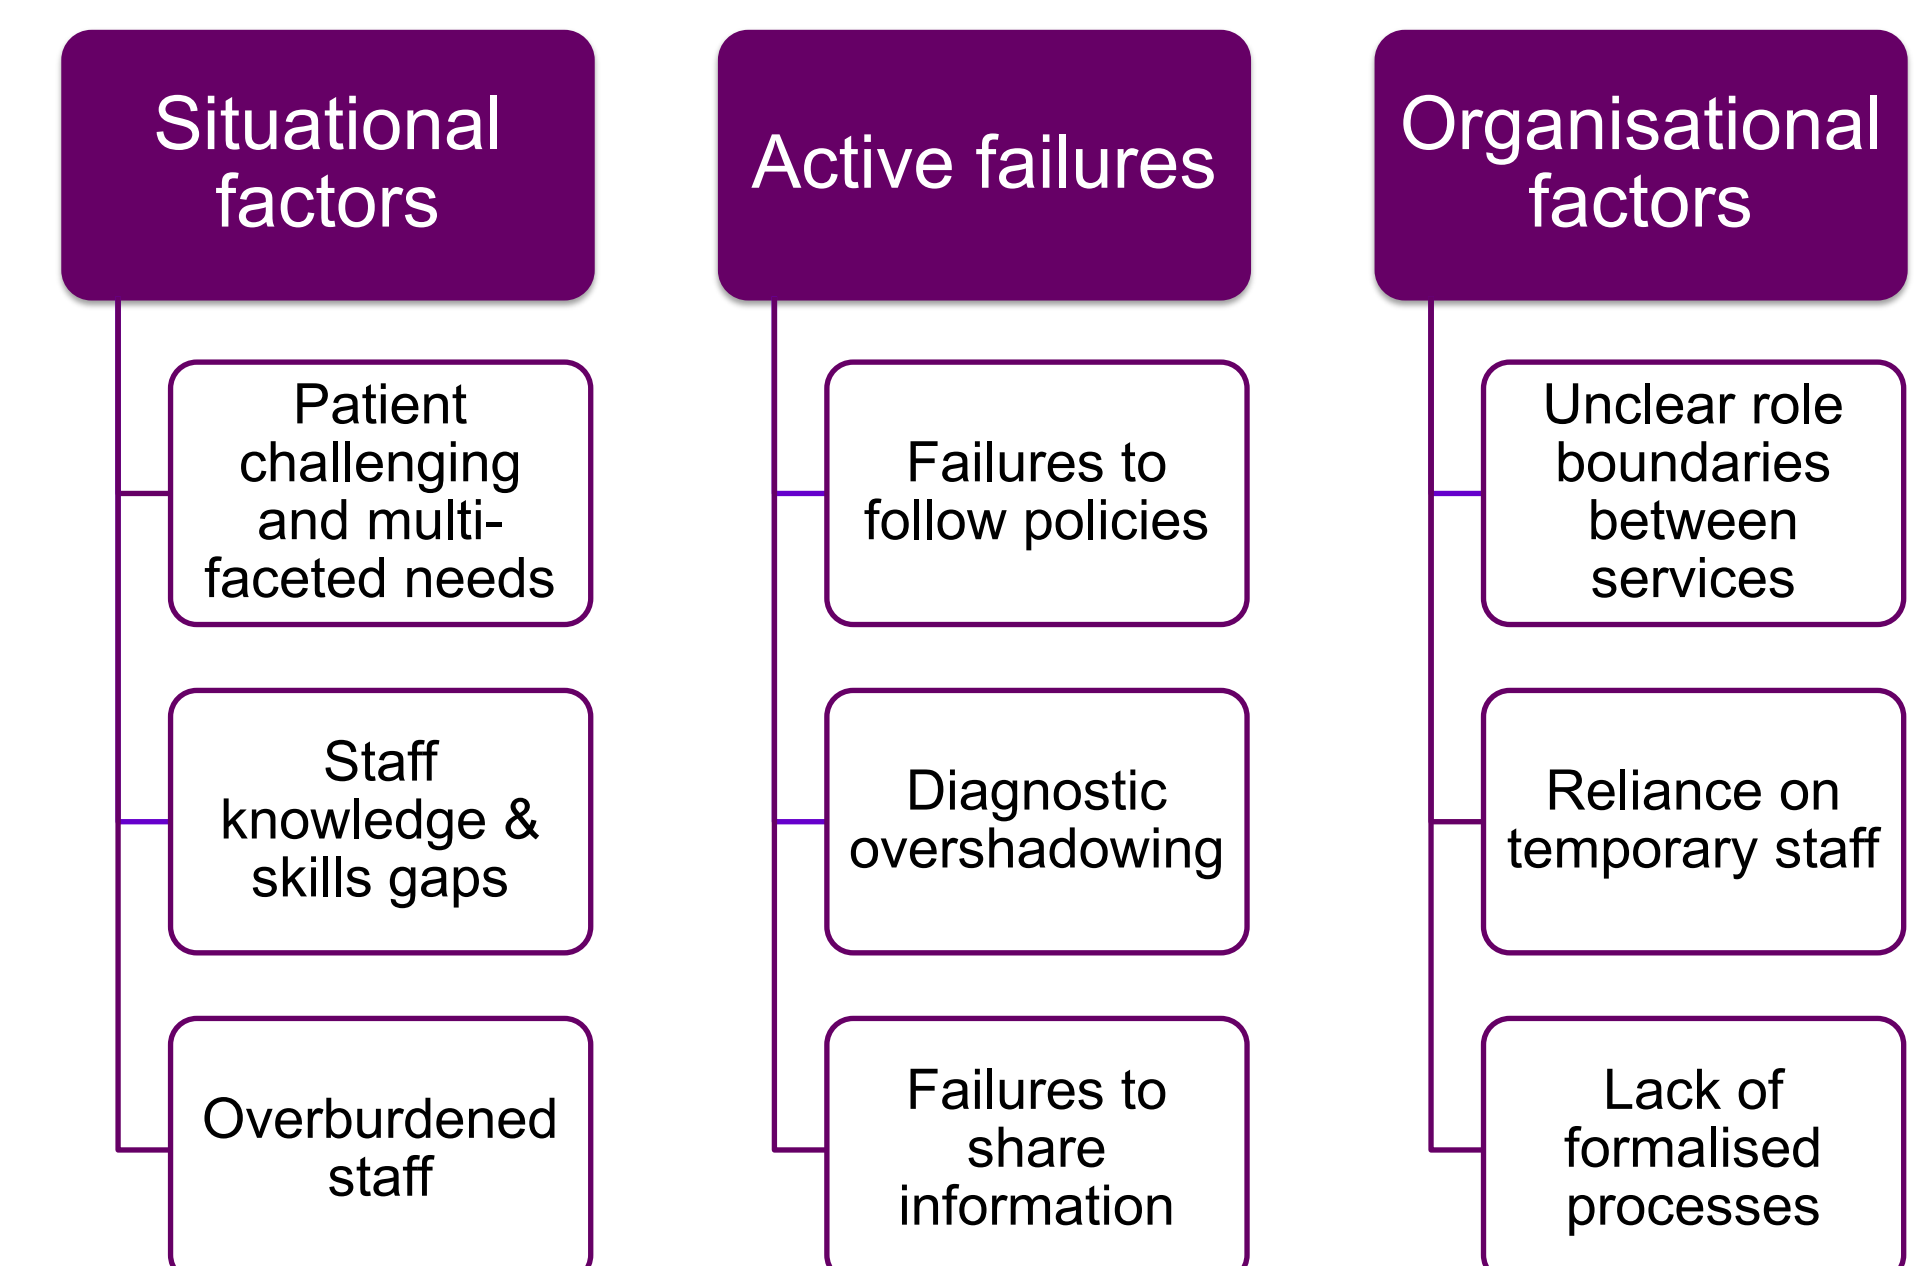 Situational
factors
Patient
challenging
and multi-
faceted needs
Staff
knowledge &
skills gaps
Overburdened
staff
Active failures
Failures to
follow policies
Diagnostic
overshadowing
Failures to
share
information
Organisational
factors
Unclear role
boundaries
between
services
Reliance on
temporary staff
Lack of
formalised
processes